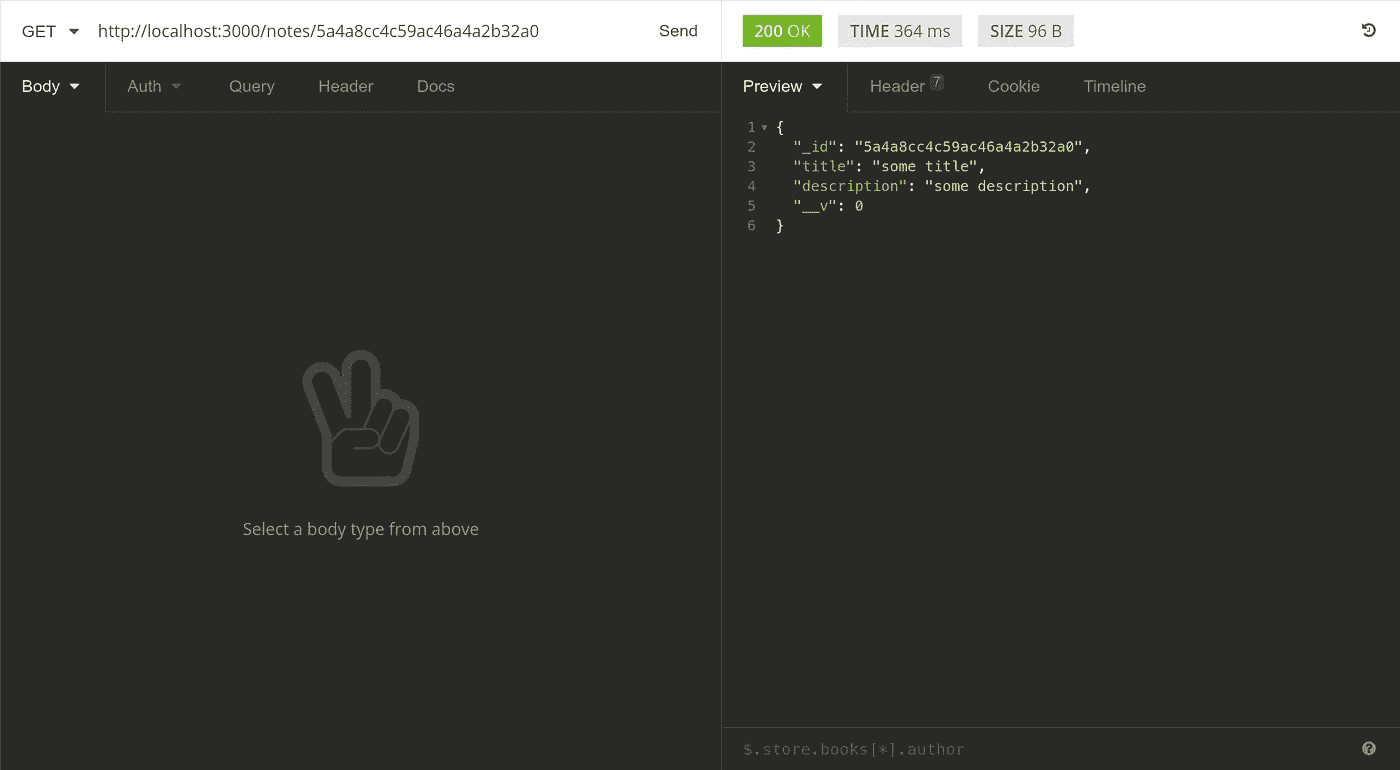 GET http://localhost:3000/notes/5a4a8cc4c59ac46a4a2b32a0 Send
200 OK TIME 364 ms SIZE 96 B
Body Auth Query Header Docs
Preview Header 7 Cookie Timeline
1 {
2 "_id": "5a4a8cc4c59ac46a4a2b32a0",
3 "title": "some title",
4 "description": "some description",
5 "__v": 0
6 }
Select a body type from above
$.store.books[*].author